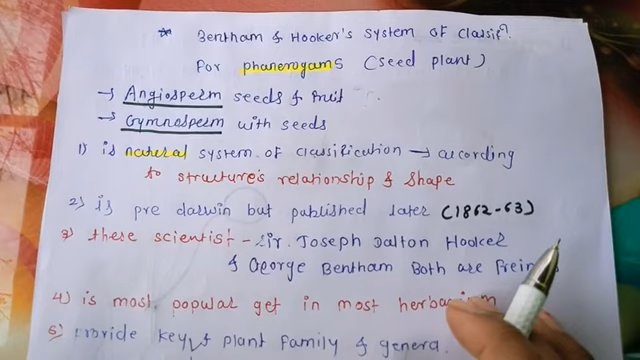 * Bentham & Hooker's System of Classifⁿ.
For phanerogams (seed plant)
→ Angiosperm seeds & fruit
→ Gymnosperm with seeds
1) is natural system of classification → according
to structure's relationship & shape
2) is pre darwin but published later (1862-63)
3) these scientist - Sir. Joseph Dalton Hooker
& George Bentham Both are
4) is most popular get in most herbarium
5) Provide key of plant family & genera.